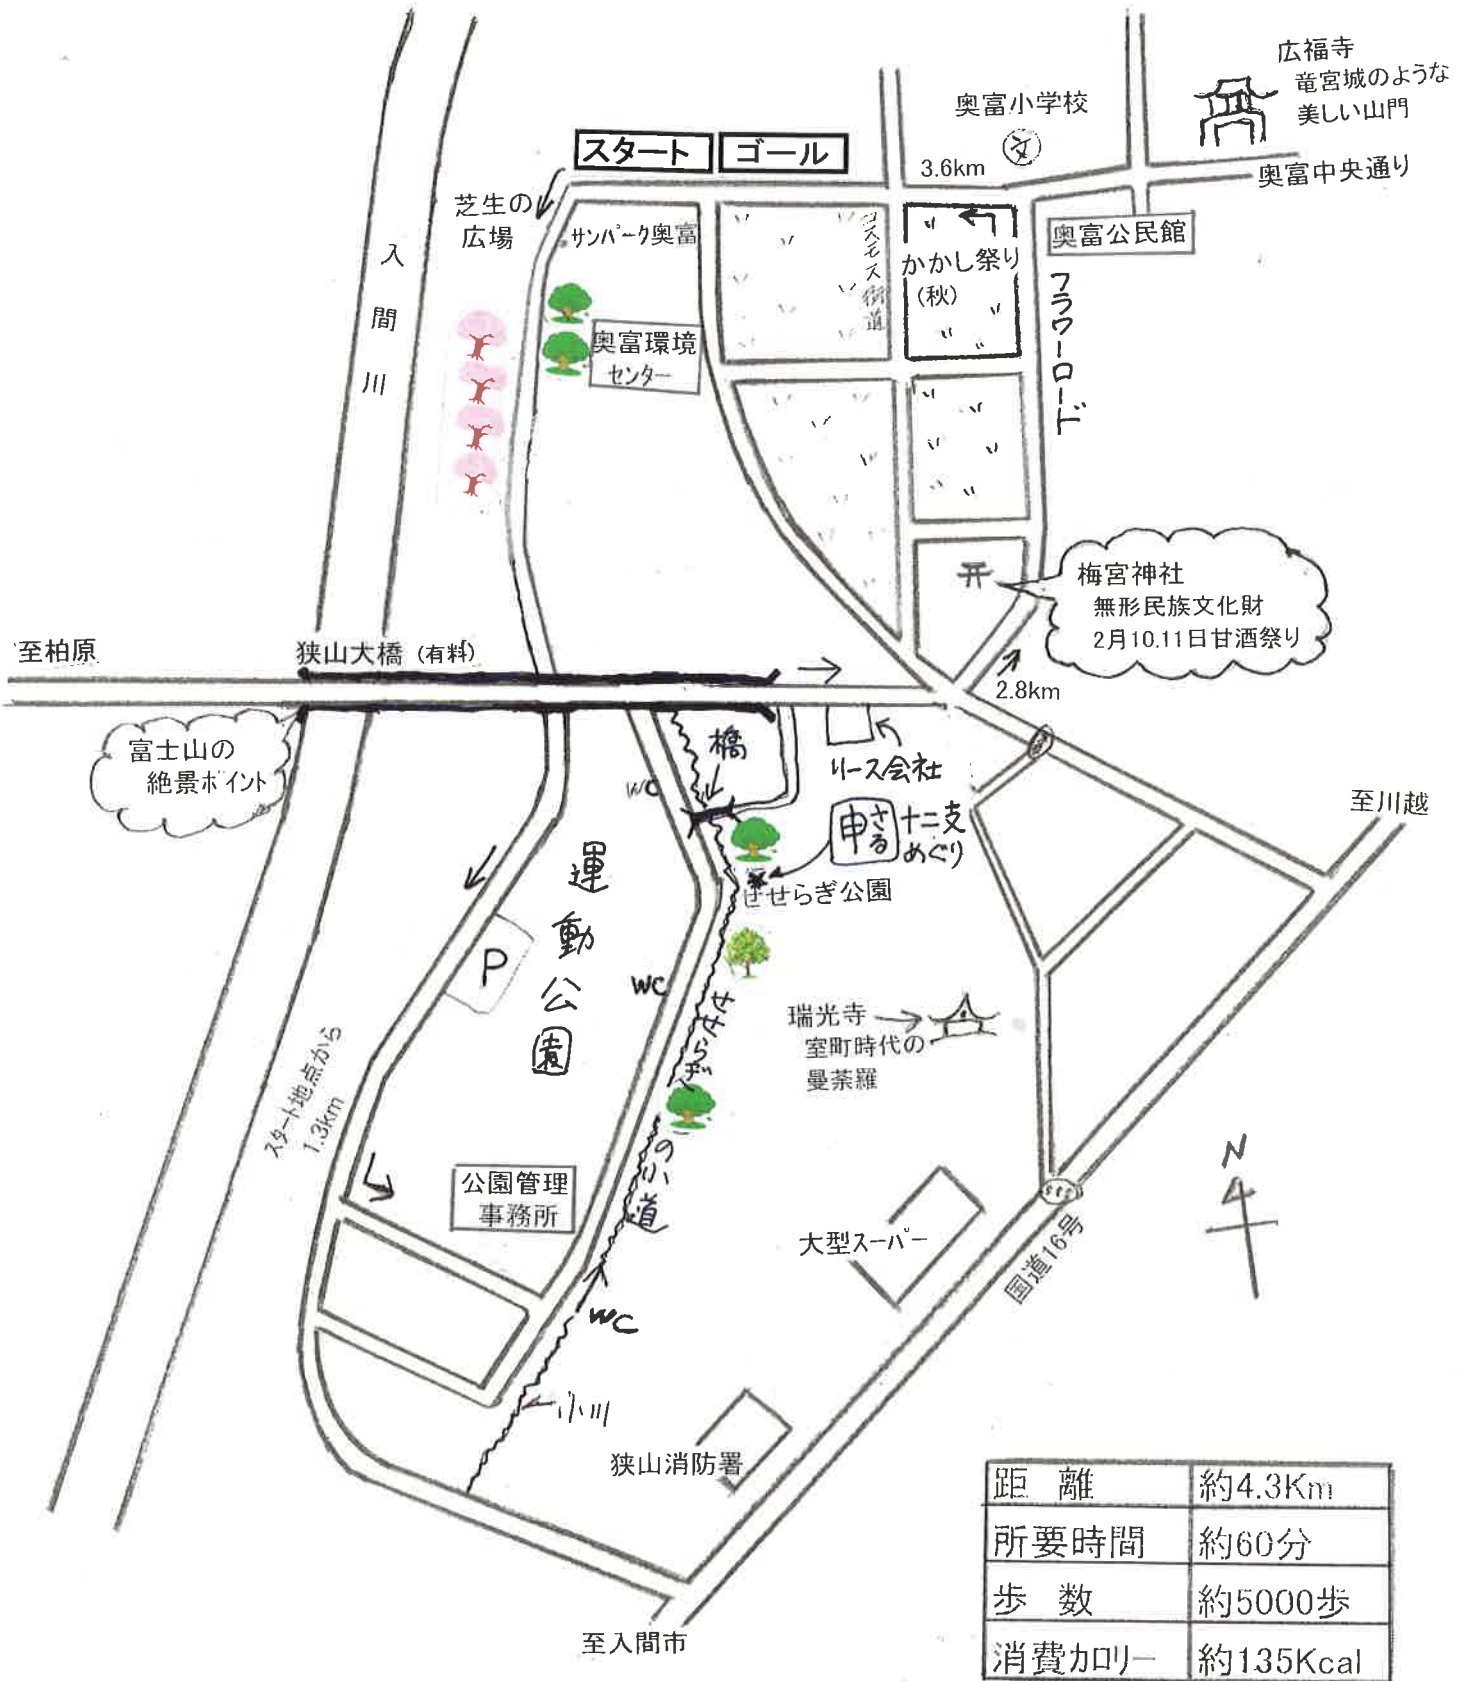 広福寺
竜宮城のような
美しい山門
奥富小学校
文
スタート
ゴール
3.6km
奥富中央通り
芝生の
広場
サンパーク奥富
コスモス街道
かかし祭り
(秋)
奥富公民館
フラワーロード
入間川
奥富環境
センター
梅宮神社
無形民族文化財
2月10.11日甘酒祭り
至柏原
狭山大橋 (有料)
2.8km
富士山の
絶景ポイント
橋
リース会社
WC
至川越
申
さる
十二支
めぐり
せせらぎ公園
運動公園
P
WC
せせらぎの小道
瑞光寺
室町時代の
曼荼羅
スタート地点から
1.3km
N
公園管理
事務所
大型スーパー
国道16号
WC
小川
狭山消防署
至入間市
距 離 約4.3Km
所要時間 約60分
歩 数 約5000歩
消費カロリー 約135Kcal